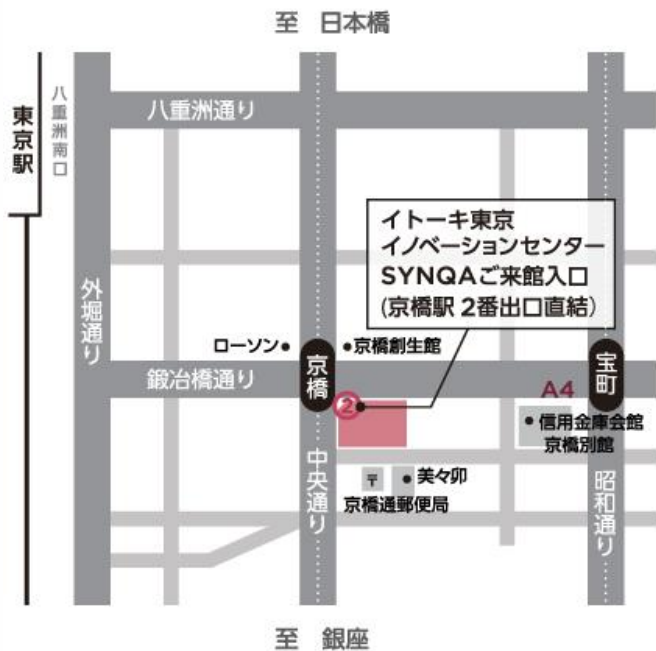 至 日本橋
八重洲通り
東京駅
八重洲南口
イトーキ東京
イノベーションセンター
SYNQAご来館入口
(京橋駅 2番出口直結)
外堀通り
ローソン
京橋
京橋創生館
宝町
鍛冶橋通り
A4
2
信用金庫会館
京橋別館
中央通り
〒
美々卯
京橋通郵便局
昭和通り
至 銀座